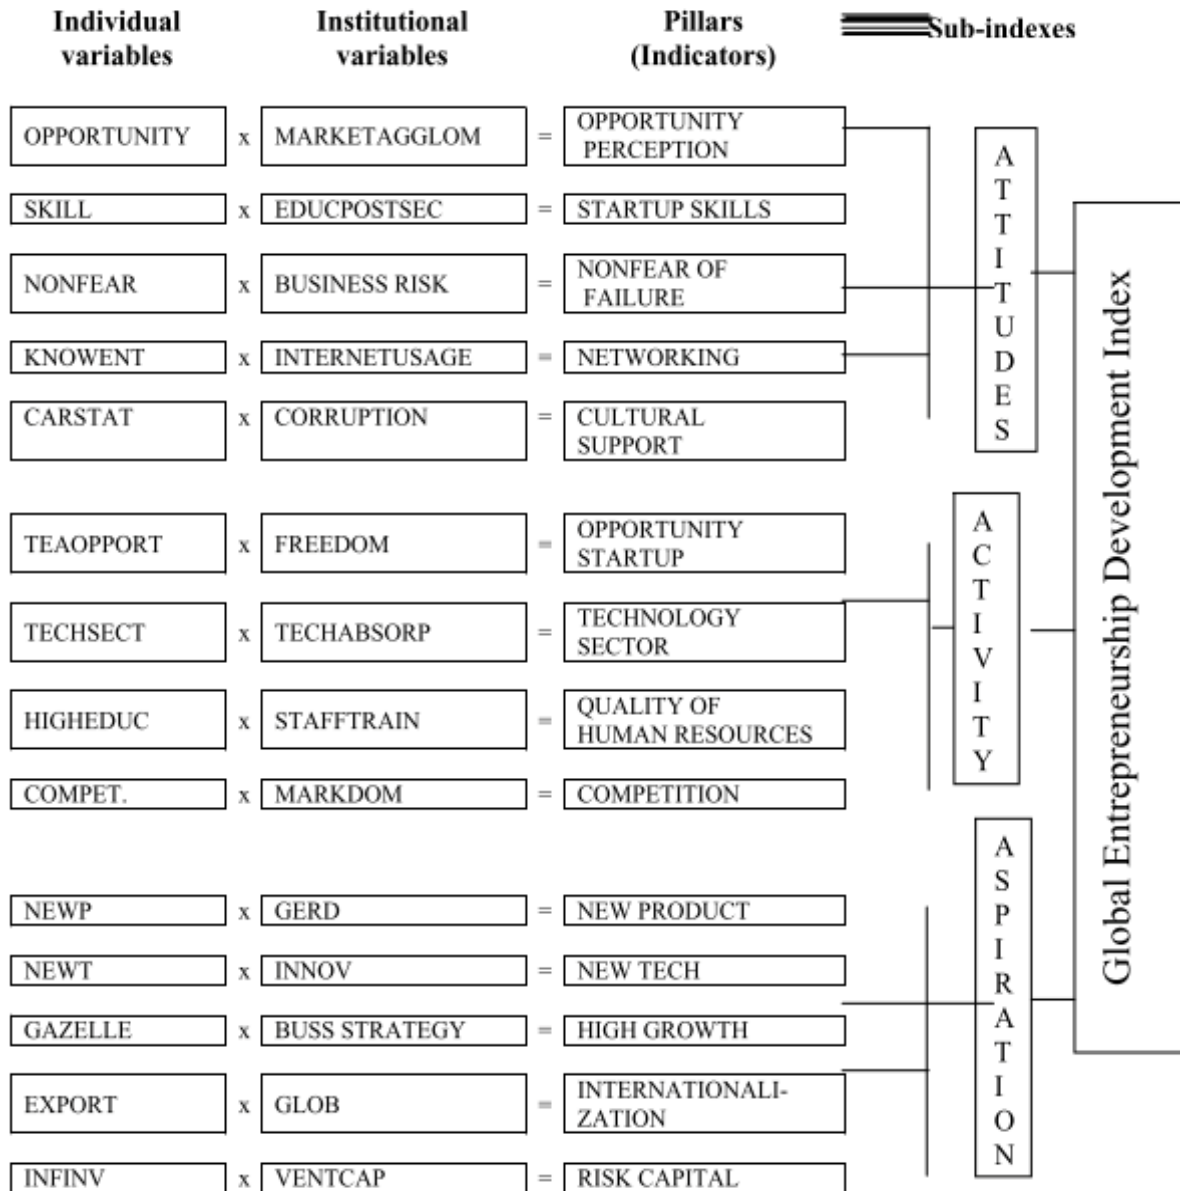 Individual variables
Institutional variables
Pillars (Indicators)
Sub-indexes
OPPORTUNITY x MARKETAGGLOM = OPPORTUNITY PERCEPTION
SKILL x EDUCPOSTSEC = STARTUP SKILLS
NONFEAR x BUSINESS RISK = NONFEAR OF FAILURE
KNOWENT x INTERNETUSAGE = NETWORKING
CARSTAT x CORRUPTION = CULTURAL SUPPORT
ATTITUDES
TEAOPPORT x FREEDOM = OPPORTUNITY STARTUP
TECHSECT x TECHABSORP = TECHNOLOGY SECTOR
HIGHEDUC x STAFFTRAIN = QUALITY OF HUMAN RESOURCES
COMPET. x MARKDOM = COMPETITION
ACTIVITY
NEWP x GERD = NEW PRODUCT
NEWT x INNOV = NEW TECH
GAZELLE x BUSS STRATEGY = HIGH GROWTH
EXPORT x GLOB = INTERNATIONALI-ZATION
INFINV x VENTCAP = RISK CAPITAL
ASPIRATION
Global Entrepreneurship Development Index